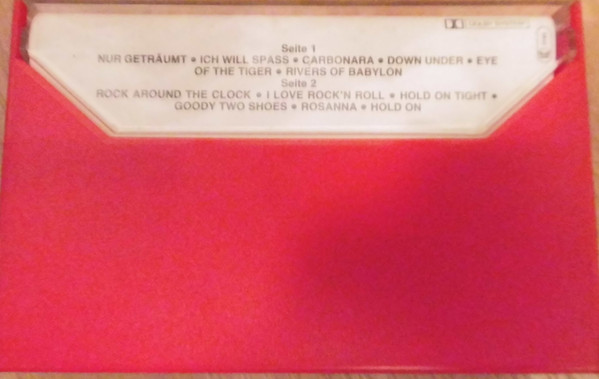 Seite 1
NUR GETRÄUMT • ICH WILL SPASS • CARBONARA • DOWN UNDER • EYE
OF THE TIGER • RIVERS OF BABYLON
Seite 2
ROCK AROUND THE CLOCK • I LOVE ROCK'N ROLL • HOLD ON TIGHT •
GOODY TWO SHOES • ROSANNA • HOLD ON